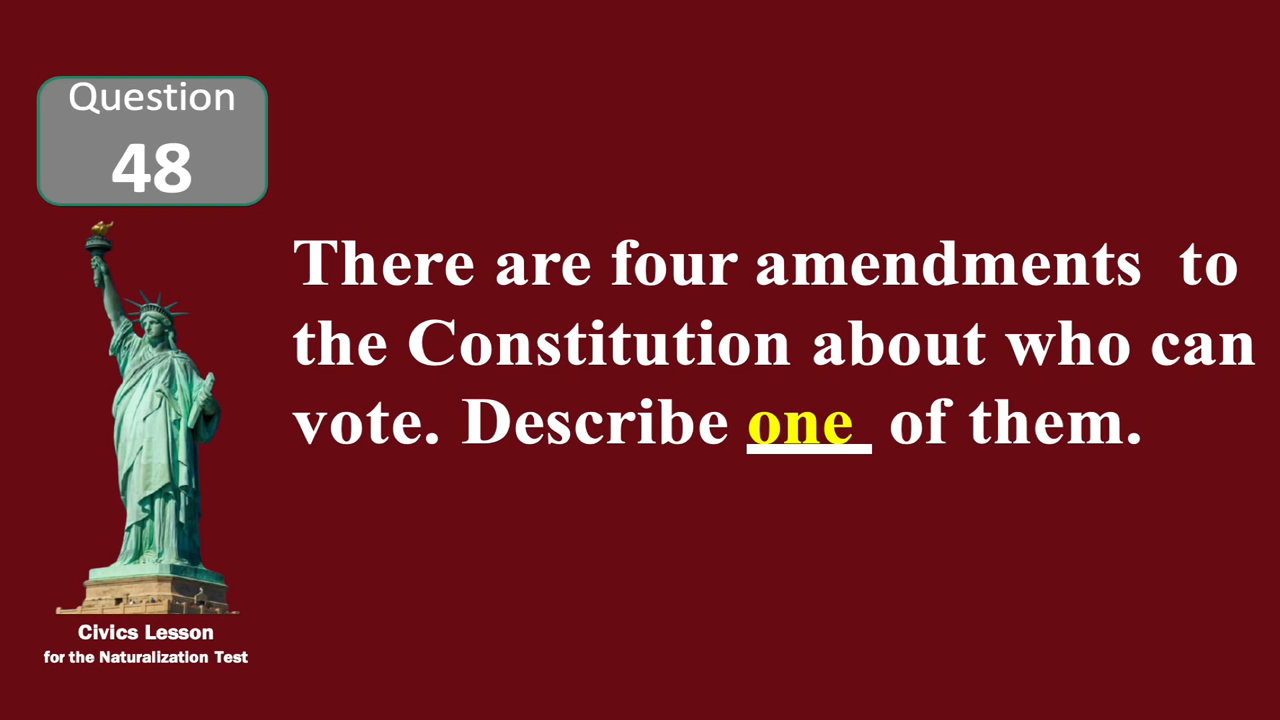 Question
48
There are four amendments to
the Constitution about who can
vote. Describe one of them.
Civics Lesson
for the Naturalization Test